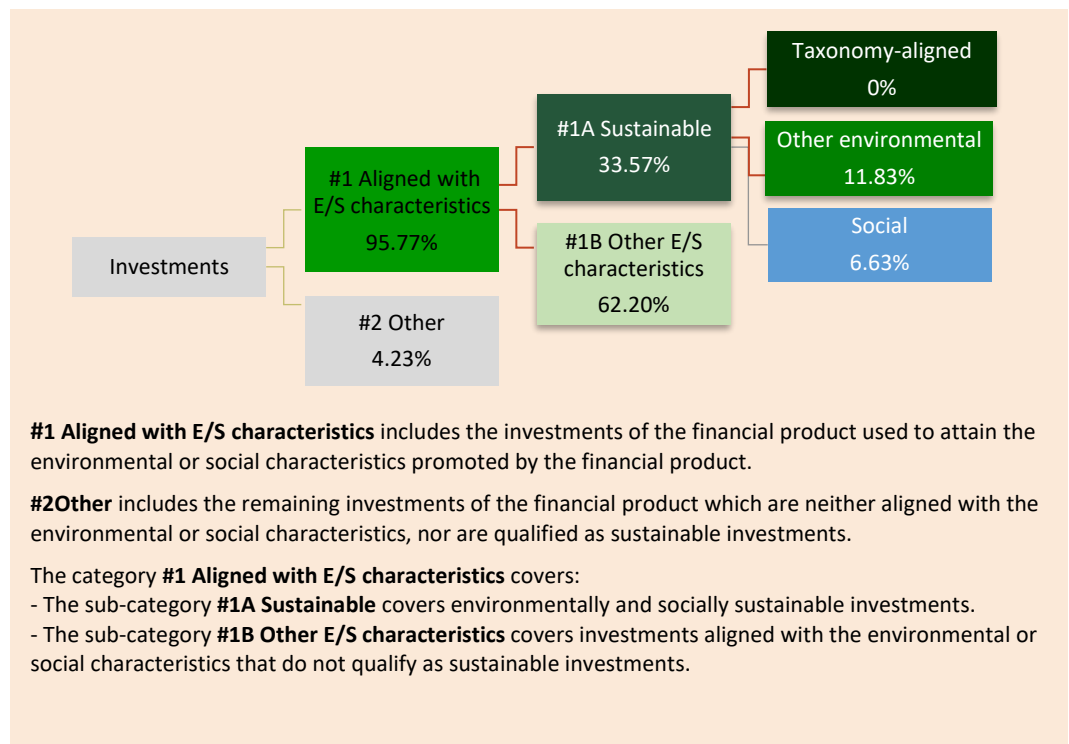 Taxonomy-aligned
0%
#1A Sustainable
33.57%
Other environmental
11.83%
#1 Aligned with
E/S characteristics
95.77%
Social
6.63%
#1B Other E/S
characteristics
62.20%
Investments
#2 Other
4.23%
#1 Aligned with E/S characteristics includes the investments of the financial product used to attain the
environmental or social characteristics promoted by the financial product.
#2Other includes the remaining investments of the financial product which are neither aligned with the
environmental or social characteristics, nor are qualified as sustainable investments.
The category #1 Aligned with E/S characteristics covers:
- The sub-category #1A Sustainable covers environmentally and socially sustainable investments.
- The sub-category #1B Other E/S characteristics covers investments aligned with the environmental or
social characteristics that do not qualify as sustainable investments.